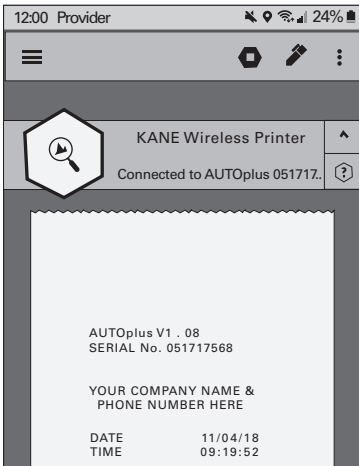 12:00 Provider 24%
KANE Wireless Printer
Connected to AUTOplus 051717..
?
AUTOplus V1 . 08
SERIAL No. 051717568
YOUR COMPANY NAME &
PHONE NUMBER HERE
DATE 11/04/18
TIME 09:19:52